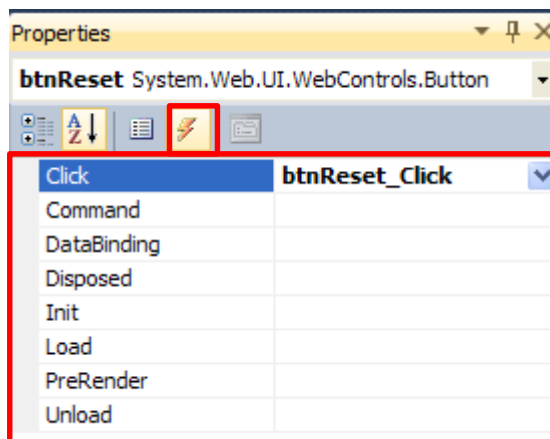 Properties
btnReset System.Web.UI.WebControls.Button
A
Z
Click btnReset_Click
Command
DataBinding
Disposed
Init
Load
PreRender
Unload